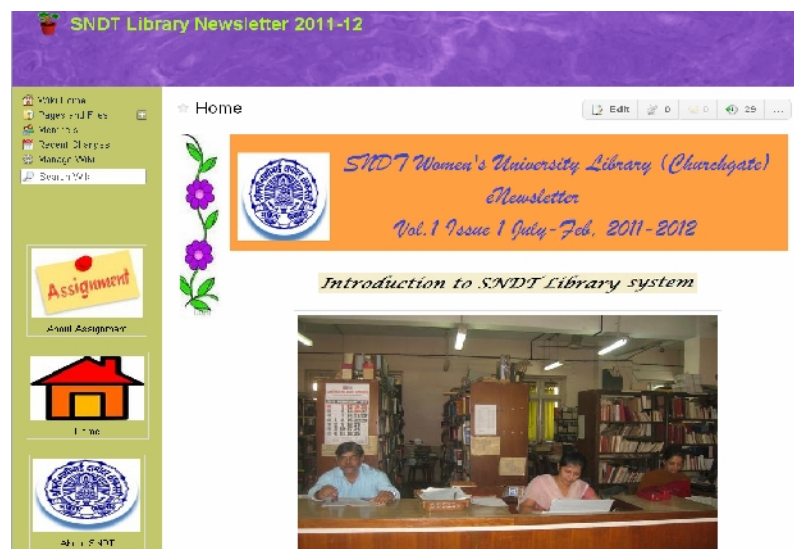 SNDT Library Newsletter 2011-12
Wiki Home
Pages and Files
Members
Recent Changes
Manage Wiki
Search Wiki
Home
Edit
0
0
29
...
SNDT Women's University Library (Churchgate)
eNewsletter
Vol.1 Issue 1 July-Feb, 2011-2012
Introduction to SNDT Library system
Assignment
About Assignment
Home
About SNDT